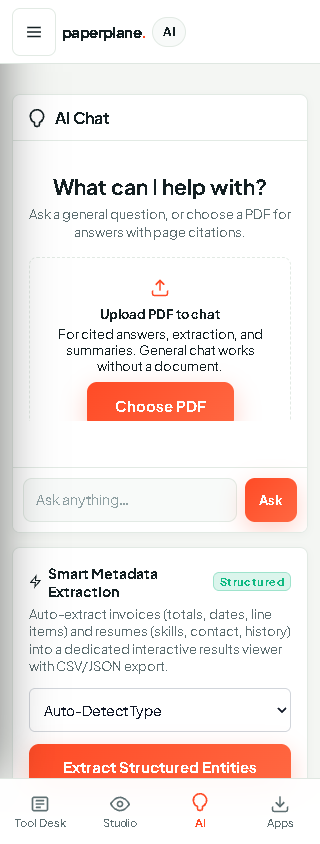 paperplane. AI
AI Chat
What can I help with?
Ask a general question, or choose a PDF for
answers with page citations.
Upload PDF to chat
For cited answers, extraction, and
summaries. General chat works
without a document.
Choose PDF
Ask anything...
Ask
Smart Metadata
Extraction
Structured
Auto-extract invoices (totals, dates, line
items) and resumes (skills, contact, history)
into a dedicated interactive results viewer
with CSV/JSON export.
Auto-Detect Type
Extract Structured Entities
Tool Desk
Studio
AI
Apps